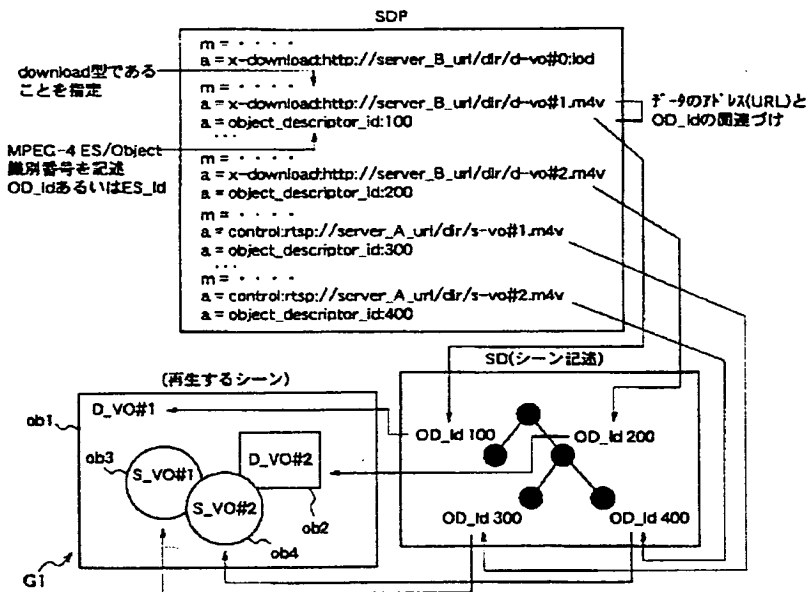 SDP
m = ・・・・
a = x-download:http://server_B_url/dir/d-vo#0:iod
download型である
ことを指定
m = ・・・・
a = x-download:http://server_B_url/dir/d-vo#1.m4v
a = object_descriptor_id:100
...
データのアドレス(URL)と
OD_Idの関連づけ
MPEG-4 ES/Object
識別番号を記述
OD_IdあるいはES_Id
m = ・・・・
a = x-download:http://server_B_url/dir/d-vo#2.m4v
a = object_descriptor_id:200
m = ・・・・
a = control:rtsp://server_A_url/dir/s-vo#1.m4v
a = object_descriptor_id:300
...
m = ・・・・
a = control:rtsp://server_A_url/dir/s-vo#2.m4v
a = object_descriptor_id:400
(再生するシーン)
SD(シーン記述)
ob1
D_VO#1
OD_Id 100
OD_Id 200
ob3
S_VO#1
D_VO#2
S_VO#2
ob2
ob4
OD_Id 300
OD_Id 400
G1